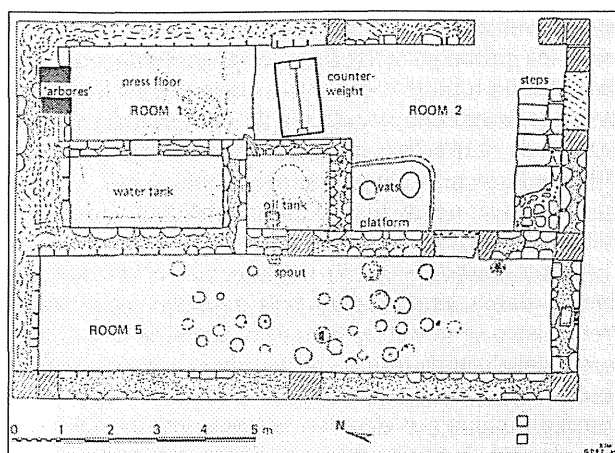 press floor
'arbores'
ROOM 1
counter-
weight
ROOM 2
steps
water tank
oil tank
vats
platform
spout
ROOM 5
0 1 2 3 4 5 m
N